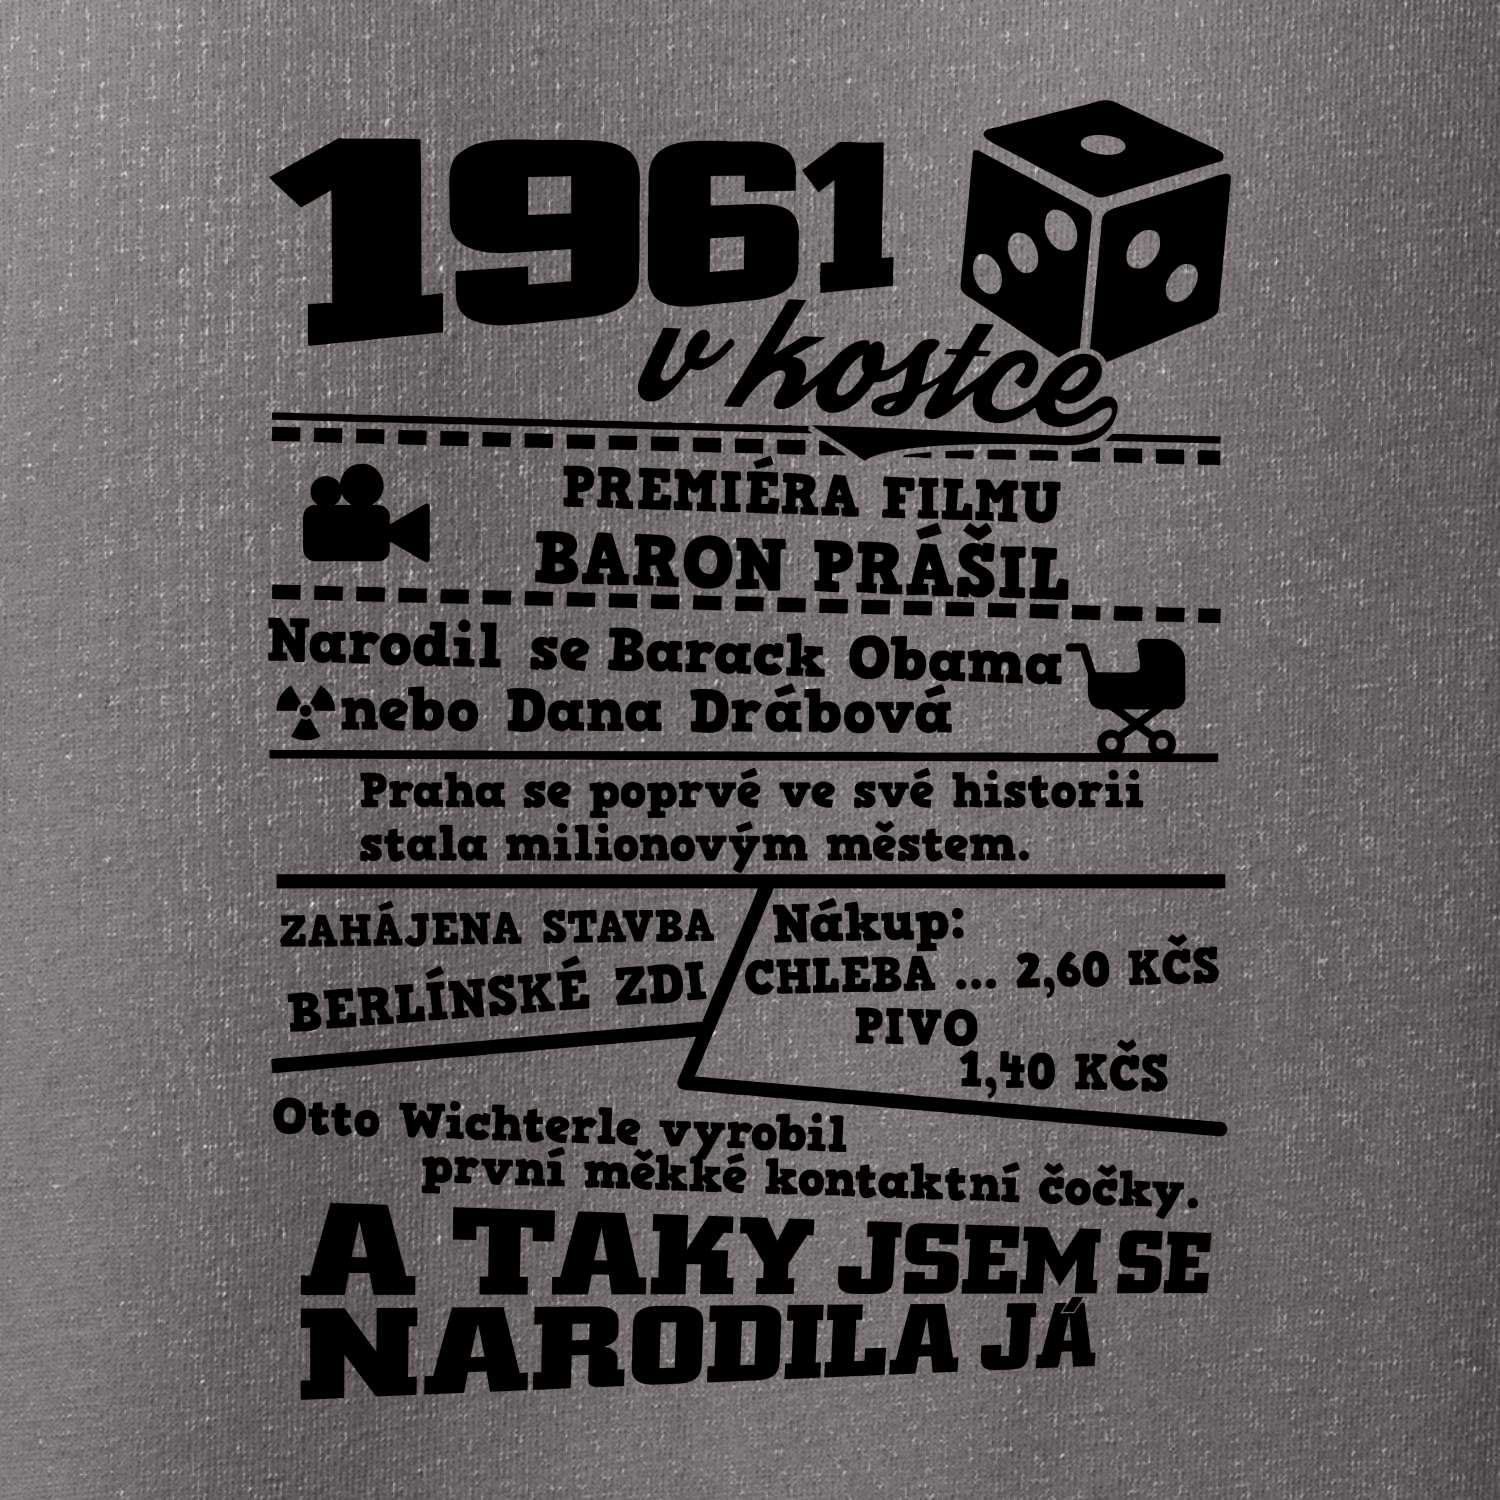 1961
v kostce
PREMIÉRA FILMU
BARON PRÁŠIL
Narodil se Barack Obama
nebo Dana Drábová
Praha se poprvé ve své historii
stala milionovým městem.
ZAHÁJENA STAVBA
BERLÍNSKÉ ZDI
Nákup:
CHLEBA ... 2,60 KČS
PIVO
1,40 KČS
Otto Wichterle vyrobil
první měkké kontaktní čočky.
A TAKY JSEM SE
NARODILA JÁ